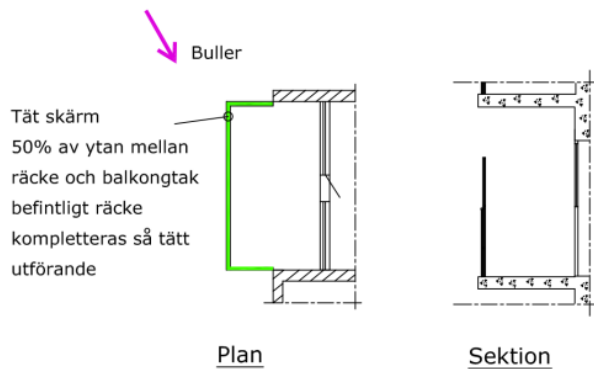 Buller
Tät skärm
50% av ytan mellan
räcke och balkongtak
befintligt räcke
kompletteras så tätt
utförande
Plan
Sektion